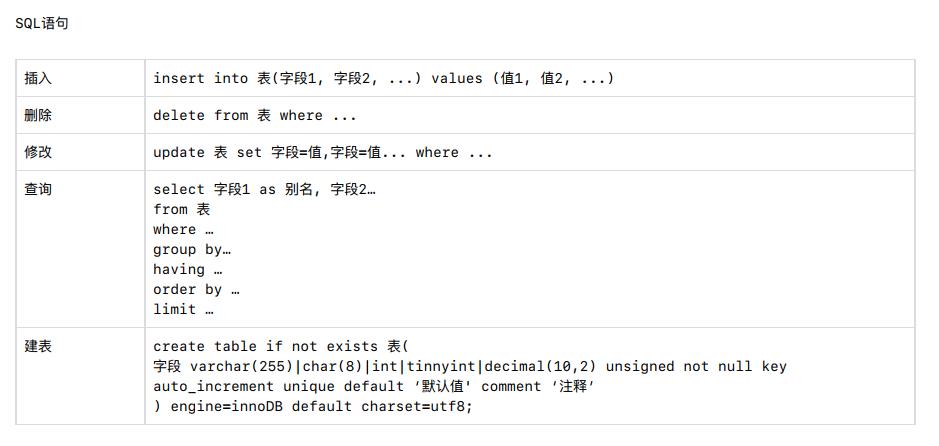 SQL语句
插入 insert into 表(字段1, 字段2, ...) values (值1, 值2, ...)
删除 delete from 表 where ...
修改 update 表 set 字段=值,字段=值... where ...
查询 select 字段1 as 别名, 字段2…
from 表
where …
group by…
having …
order by …
limit …
建表 create table if not exists 表(
字段 varchar(255)|char(8)|int|tinnyint|decimal(10,2) unsigned not null key
auto_increment unique default ‘默认值' comment ‘注释’
) engine=innoDB default charset=utf8;